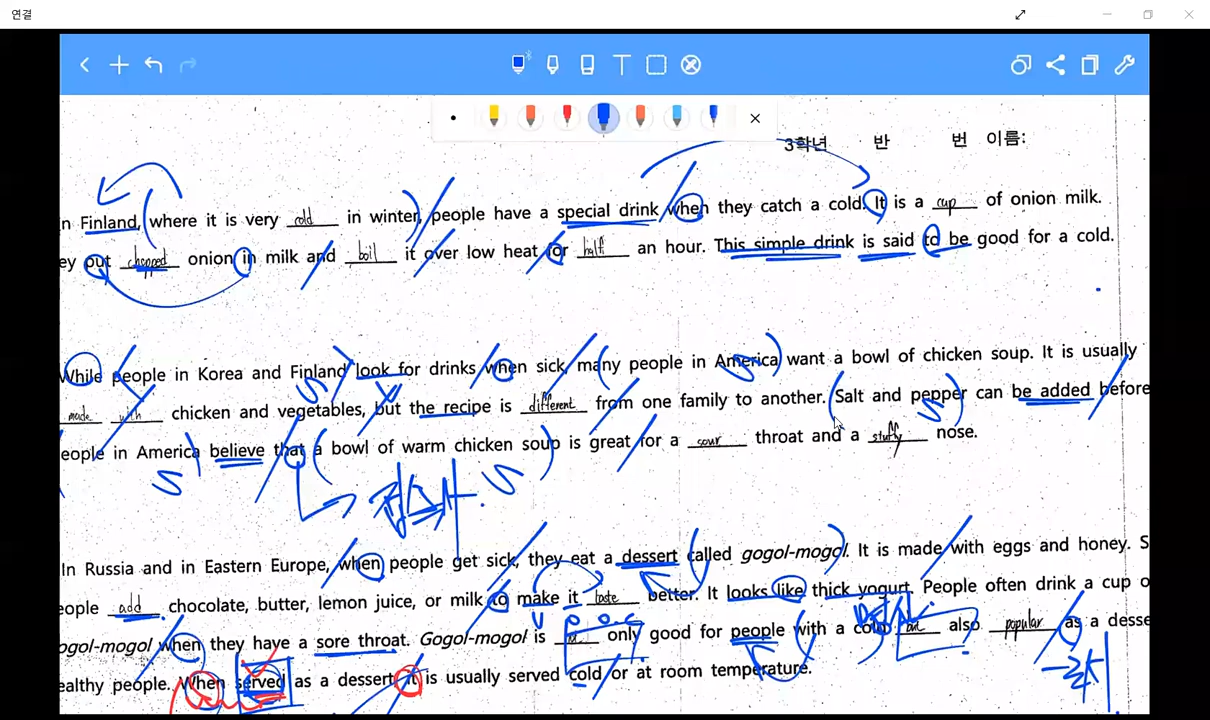 연결
3학년 반 번 이름:
n Finland, (where it is very cold in winter), people have a special drink when they catch a cold. It is a cup of onion milk.
ey put chopped onion in milk and boil it over low heat for half an hour. This simple drink is said to be good for a cold.
While people in Korea and Finland look for drinks when sick, many people in America want a bowl of chicken soup. It is usually
made with chicken and vegetables, but the recipe is different from one family to another. (Salt and pepper) can be added before
S S S
eople in America believe that (a bowl of warm chicken soup) is great for a sour throat and a stuffy nose.
S S
접속사.
In Russia and in Eastern Europe, when people get sick, they eat a dessert called gogol-mogol. It is made with eggs and honey. S
eople add chocolate, butter, lemon juice, or milk to make it taste better. It looks like thick yogurt. People often drink a cup o
V O O.C
ogol-mogol when they have a sore throat. Gogol-mogol is only good for people with a cold but also popular as a desse
ealthy people. When served as a dessert, it is usually served cold or at room temperature.